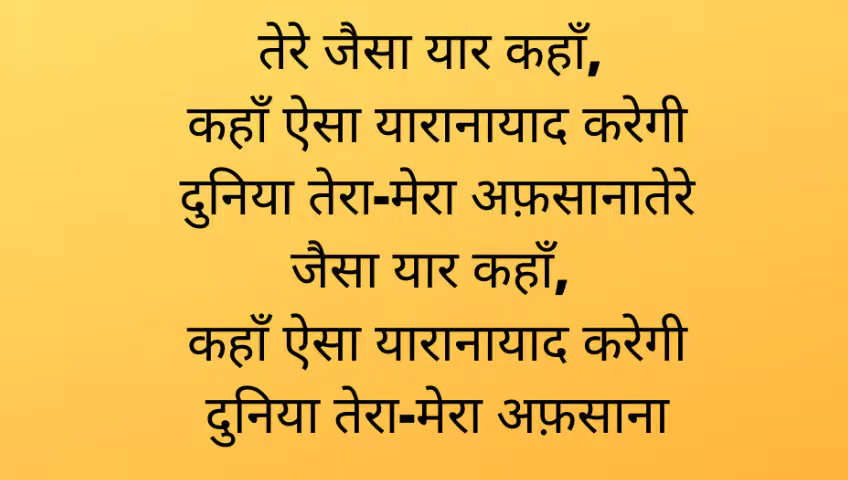 तेरे जैसा यार कहाँ,
कहाँ ऐसा यारानायाद करेगी
दुनिया तेरा-मेरा अफ़सानातेरे
जैसा यार कहाँ,
कहाँ ऐसा यारानायाद करेगी
दुनिया तेरा-मेरा अफ़साना